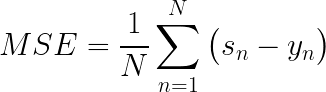 MSE = \frac{1}{N} \sum_{n=1}^{N} (s_n - y_n)